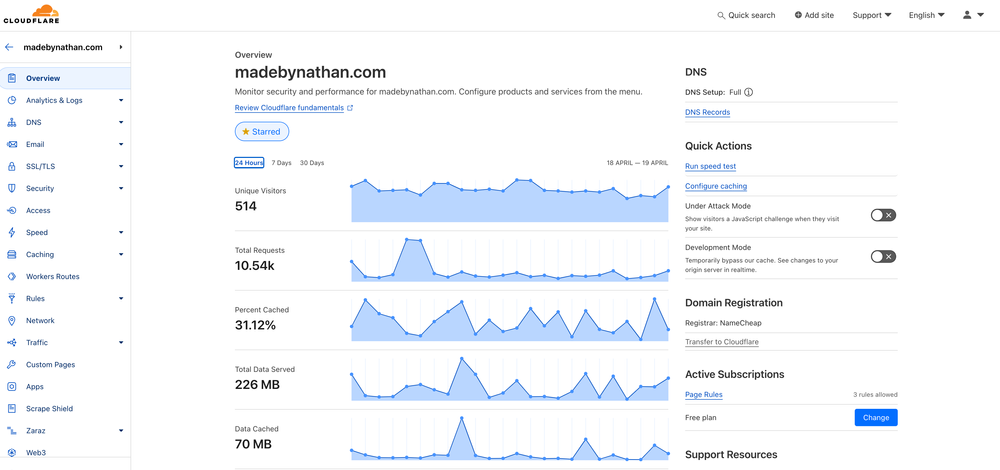 CLOUDFLARE
Quick search
Add site
Support
English
madebynathan.com
Overview
Analytics & Logs
DNS
Email
SSL/TLS
Security
Access
Speed
Caching
Workers Routes
Rules
Network
Traffic
Custom Pages
Apps
Scrape Shield
Zaraz
Web3
Overview
madebynathan.com
Monitor security and performance for madebynathan.com. Configure products and services from the menu.
Review Cloudflare fundamentals
Starred
24 Hours 7 Days 30 Days 18 APRIL — 19 APRIL
Unique Visitors
514
Total Requests
10.54k
Percent Cached
31.12%
Total Data Served
226 MB
Data Cached
70 MB
DNS
DNS Setup: Full
DNS Records
Quick Actions
Run speed test
Configure caching
Under Attack Mode
Show visitors a JavaScript challenge when they visit
your site.
Development Mode
Temporarily bypass our cache. See changes to your
origin server in realtime.
Domain Registration
Registrar: NameCheap
Transfer to Cloudflare
Active Subscriptions
Page Rules 3 rules allowed
Free plan Change
Support Resources